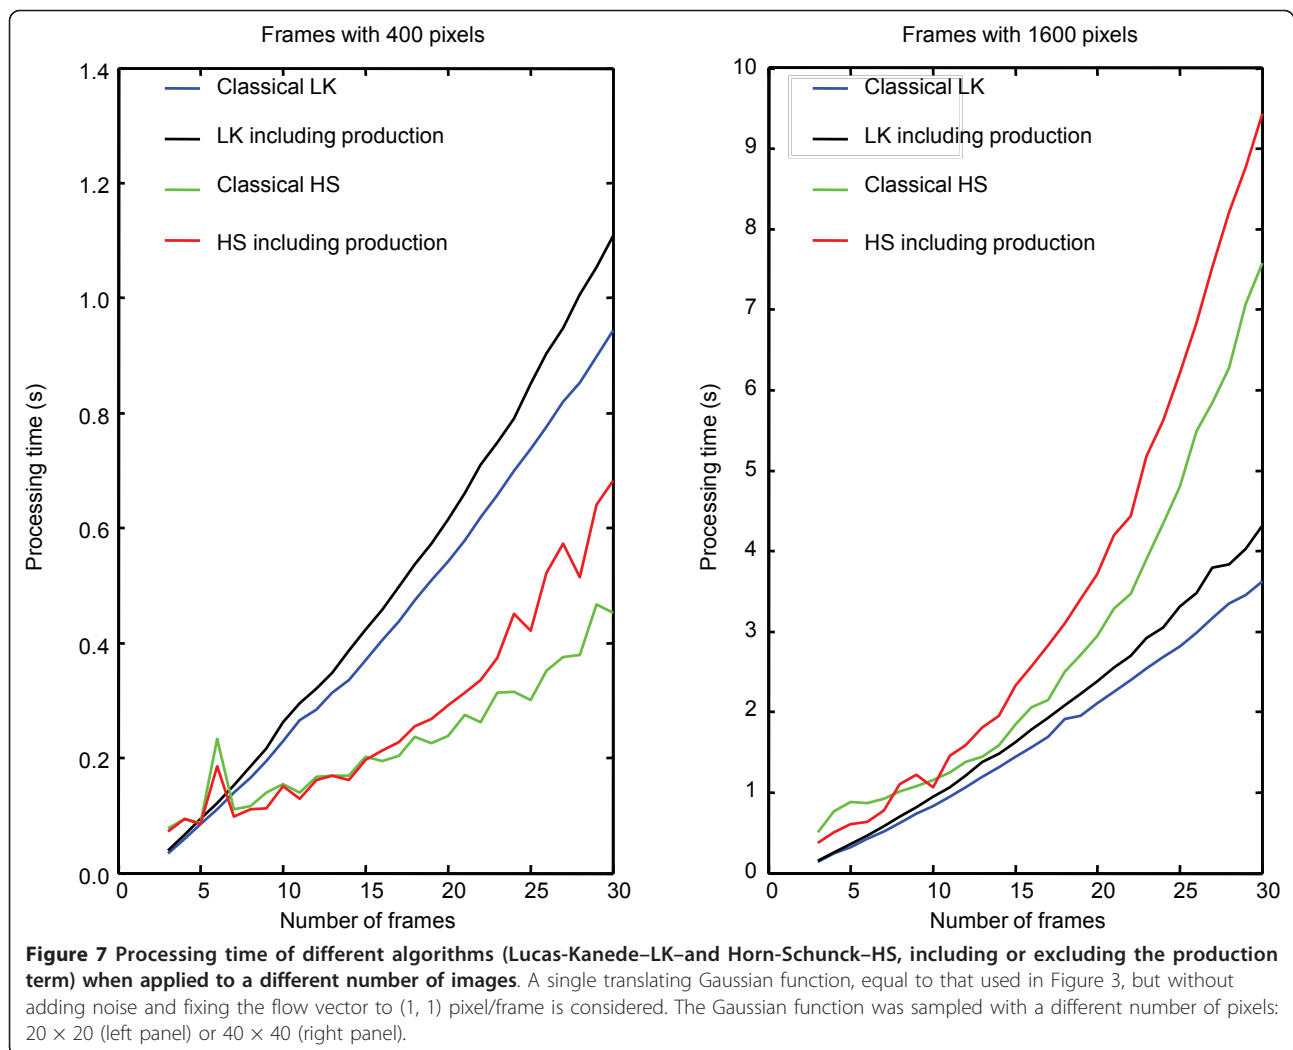 Frames with 400 pixels
1.4
1.2
1.0
0.8
0.6
0.4
0.2
0.0
Processing time (s)
Classical LK
LK including production
Classical HS
HS including production
0 5 10 15 20 25 30
Number of frames
Frames with 1600 pixels
10
9
8
7
6
5
4
3
2
1
0
Processing time (s)
Classical LK
LK including production
Classical HS
HS including production
0 5 10 15 20 25 30
Number of frames
Figure 7 Processing time of different algorithms (Lucas-Kanede–LK–and Horn-Schunck–HS, including or excluding the production
term) when applied to a different number of images. A single translating Gaussian function, equal to that used in Figure 3, but without
adding noise and fixing the flow vector to (1, 1) pixel/frame is considered. The Gaussian function was sampled with a different number of pixels:
20 × 20 (left panel) or 40 × 40 (right panel).